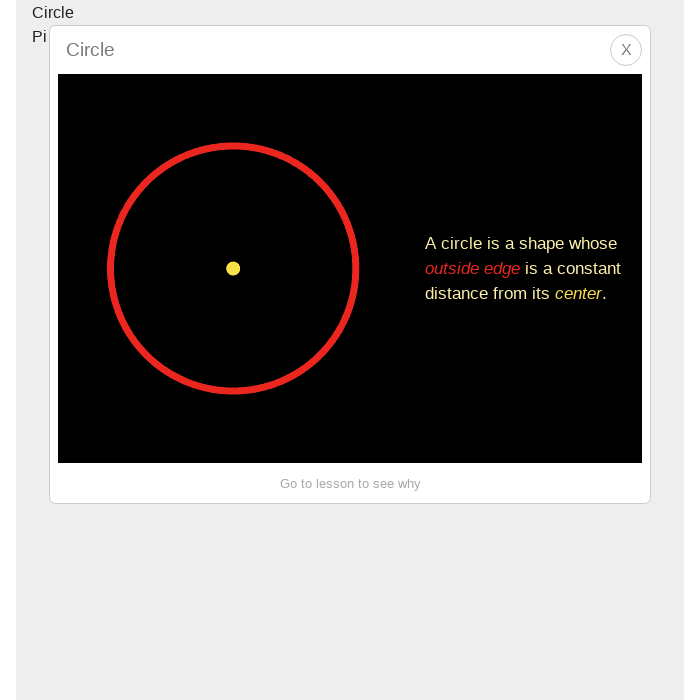 Circle
Pi
Circle
X
A circle is a shape whose
outside edge is a constant
distance from its center.
Go to lesson to see why